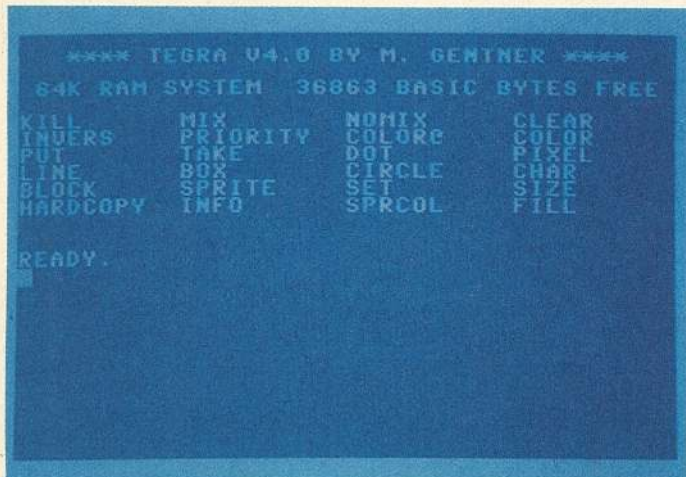 **** TEGRA V4.0 BY M. GENTNER ****
64K RAM SYSTEM 36863 BASIC BYTES FREE
KILL MIX NOMIX CLEAR
INVERS PRIORITY COLORC COLOR
PUT TAKE DOT PIXEL
LINE BOX CIRCLE CHAR
BLOCK SPRITE SET SIZE
HARDCOPY INFO SPRCOL FILL
READY.